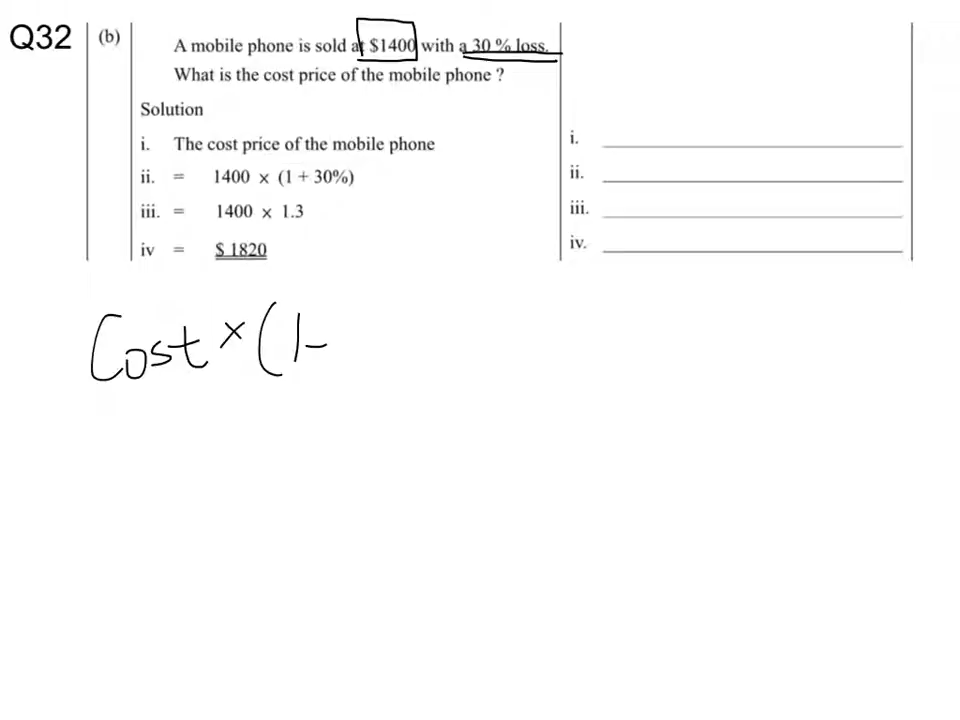 Q32 (b)
A mobile phone is sold at $1400 with a 30 % loss.
What is the cost price of the mobile phone ?
Solution
i. The cost price of the mobile phone
ii. = 1400 × (1 + 30%)
iii. = 1400 × 1.3
iv = $ 1820
i.
ii.
iii.
iv.
Cost × (1-